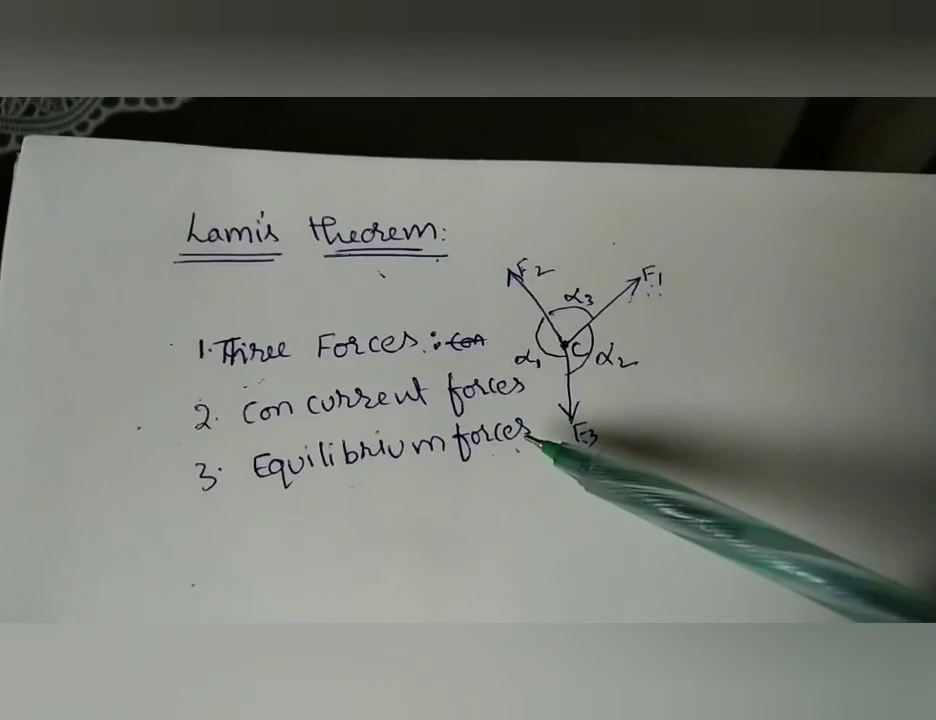 Lami's theorem:
F2
F1
α3
1. Three Forces:
α1
C
α2
2. Con current forces
F3
3. Equilibrium forces